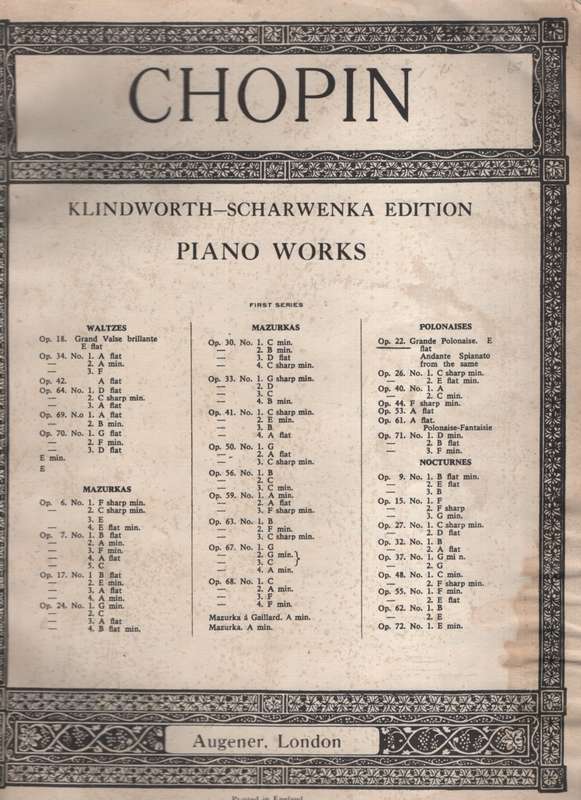 CHOPIN
KLINDWORTH—SCHARWENKA EDITION
PIANO WORKS
FIRST SERIES
WALTZES
Op. 18. Grand Valse brillante
E flat
Op. 34. No. 1. A flat
— 2. A min.
— 3. F
Op. 42. A flat
Op. 64. No. 1. D flat
— 2. C sharp min.
— 3. A flat
Op. 69. N.o 1. A flat
— 2. B min.
Op. 70. No. 1. G flat
— 2. F min.
— 3. D flat
E min.
E
MAZURKAS
Op. 6. No. 1. F sharp min.
— 2. C sharp min.
3. E
— 4. E flat min.
Op. 7. No. 1. B flat
— 2. A min.
— 3. F min.
— 4. A flat
— 5. C
Op. 17. No. 1 B flat
— 2. E min.
— 3. A flat
— 4. A min.
Op. 24. No. 1. G min.
— 2. C
— 3. A flat
— 4. B flat min.
MAZURKAS
Op. 30. No. 1. C min.
— 2. B min.
— 3. D flat
— 4. C sharp min.
Op. 33. No. 1. G sharp min.
— 2. D
— 3. C
— 4. B min.
Op. 41. No. 1. C sharp min.
— 2. E min.
— 3. B
— 4. A flat
Op. 50. No. 1. G
— 2. A flat
— 3. C sharp min.
Op. 56. No. 1. B
— 2. C
— 3. C min.
Op. 59. No. 1. A min.
— 2. A flat
— 3. F sharp min.
Op. 63. No. 1. B
— 2. F min.
— 3. C sharp min.
Op. 67. No. 1. G
— 2. G min.
— 3. C
— 4. A min.
Op. 68. No. 1. C
— 2. A min.
— 3. F
— 4. F min.
Mazurka á Gaillard. A min.
Mazurka. A min.
POLONAISES
Op. 22. Grande Polonaise. E
flat
Andante Spianato
from the same
Op. 26. No. 1. C sharp min.
— 2. E flat min.
Op. 40. No. 1. A
— 2. C min.
Op. 44. F sharp min.
Op. 53. A flat
Op. 61. A flat.
Polonaise-Fantaisie
Op. 71. No. 1. D min.
— 2. B flat
— 3. F min.
NOCTURNES
Op. 9. No. 1. B flat min.
— 2. E flat
— 3. B
Op. 15. No. 1. F
— 2. F sharp
— 3. G min.
Op. 27. No. 1. C sharp min.
— 2. D flat
Op. 32. No. 1. B
— 2. A flat
Op. 37. No. 1. G mi n.
— 2. G
Op. 48. No. 1. C min.
— 2. F sharp min.
Op. 55. No. 1. F min.
— 2. E flat
Op. 62. No. 1. B
— 2. E
Op. 72. No. 1. E min.
Augener, London
Printed in England